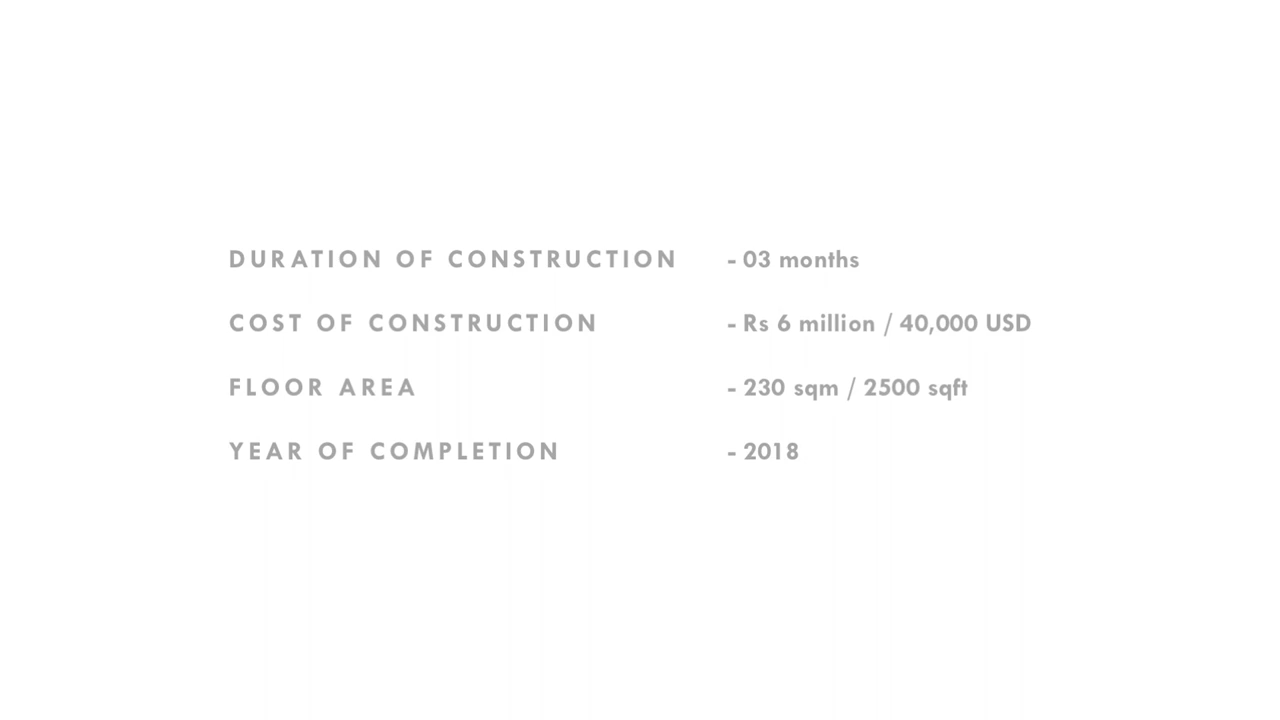 DURATION OF CONSTRUCTION - 03 months
COST OF CONSTRUCTION - Rs 6 million / 40,000 USD
FLOOR AREA - 230 sqm / 2500 sqft
YEAR OF COMPLETION - 2018